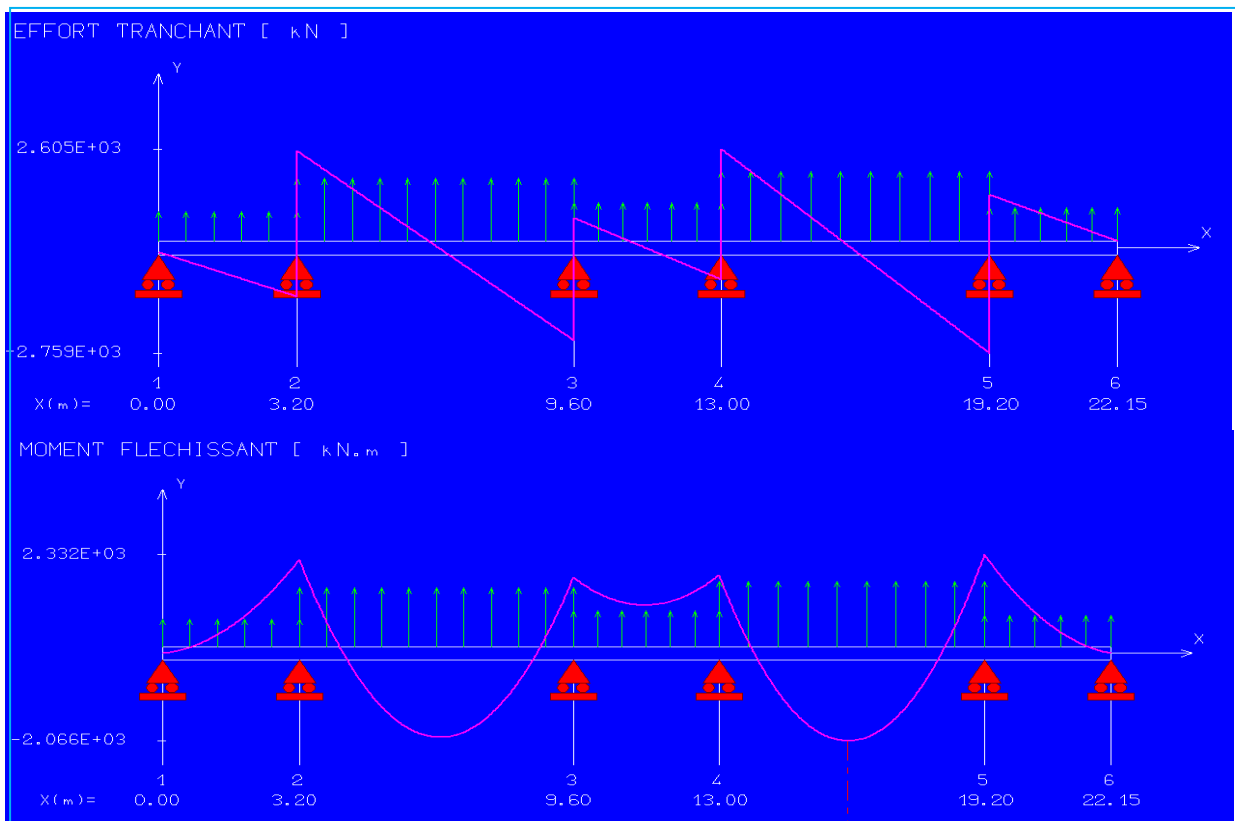 EFFORT TRANCHANT [ kN ]
Y
2.605E+03
X
-2.759E+03
1 2 3 4 5 6
X(m)= 0.00 3.20 9.60 13.00 19.20 22.15
MOMENT FLECHISSANT [ kN.m ]
Y
2.332E+03
X
-2.066E+03
1 2 3 4 5 6
X(m)= 0.00 3.20 9.60 13.00 19.20 22.15